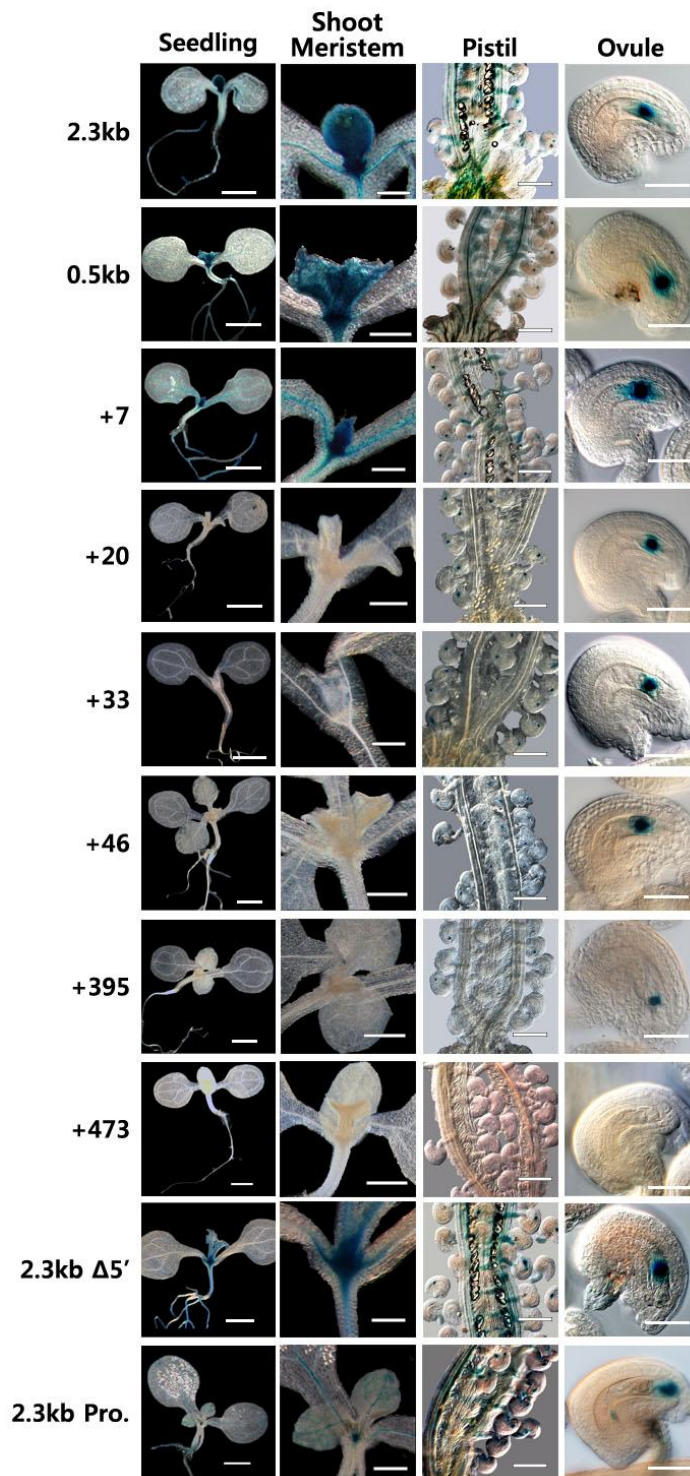 Seedling
Shoot
Meristem
Pistil
Ovule
2.3kb
0.5kb
+7
+20
+33
+46
+395
+473
2.3kb Δ5′
2.3kb Pro.